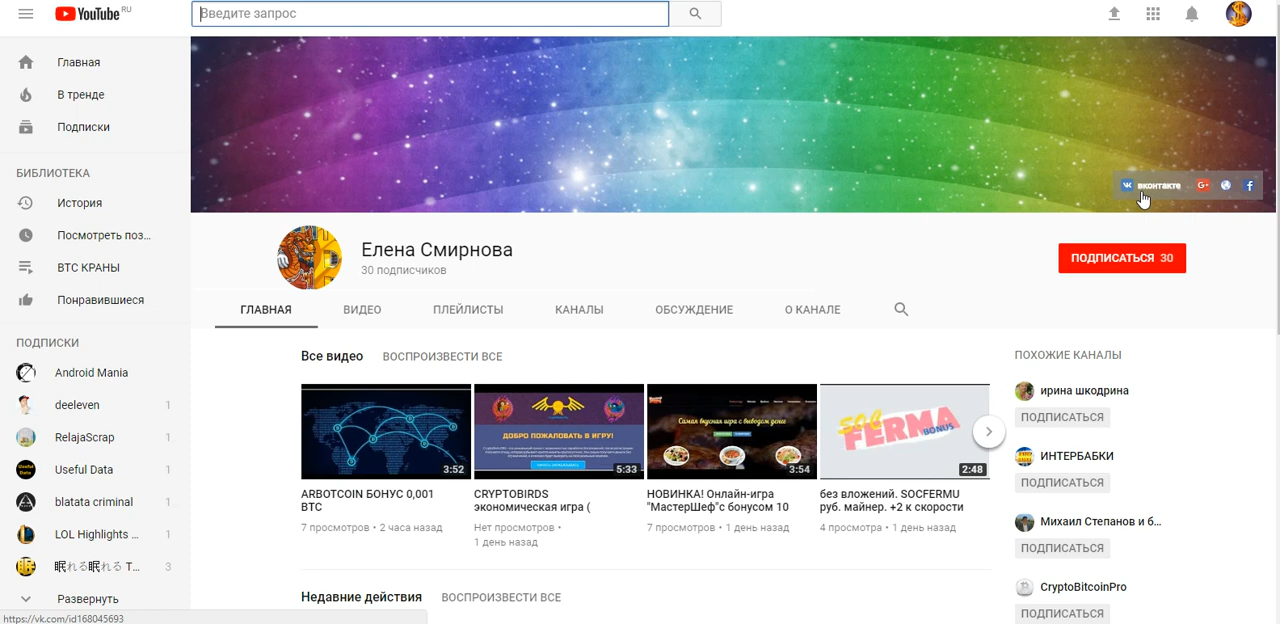 YouTube RU
Введите запрос
Главная
В тренде
Подписки
БИБЛИОТЕКА
История
Посмотреть поз...
BTC КРАНЫ
Понравившиеся
ПОДПИСКИ
Android Mania
deeleven 1
RelajaScrap 1
Useful Data 1
blatata criminal 1
LOL Highlights ... 1
眠れる眠れる T... 3
Развернуть
https://vk.com/id168045693
вконтакте
Елена Смирнова
30 подписчиков
ПОДПИСАТЬСЯ 30
ГЛАВНАЯ ВИДЕО ПЛЕЙЛИСТЫ КАНАЛЫ ОБСУЖДЕНИЕ О КАНАЛЕ
Все видео ВОСПРОИЗВЕСТИ ВСЕ
3:52
ARBOTCOIN БОНУС 0,001
BTC
7 просмотров • 2 часа назад
ДОБРО ПОЖАЛОВАТЬ В ИГРУ!
5:33
CRYPTOBIRDS
экономическая игра (
Нет просмотров •
1 день назад
Самая вкусная игра с выводом денег
3:54
НОВИНКА! Онлайн-игра
"МастерШеф"с бонусом 10
7 просмотров • 1 день назад
SOC
FERMA
BONUS
2:48
без вложений. SOCFERMU
руб. майнер. +2 к скорости
4 просмотра • 1 день назад
Недавние действия ВОСПРОИЗВЕСТИ ВСЕ
ПОХОЖИЕ КАНАЛЫ
ирина шкодрина
ПОДПИСАТЬСЯ
ИНТЕРБАБКИ
ПОДПИСАТЬСЯ
Михаил Степанов и б...
ПОДПИСАТЬСЯ
CryptoBitcoinPro
ПОДПИСАТЬСЯ